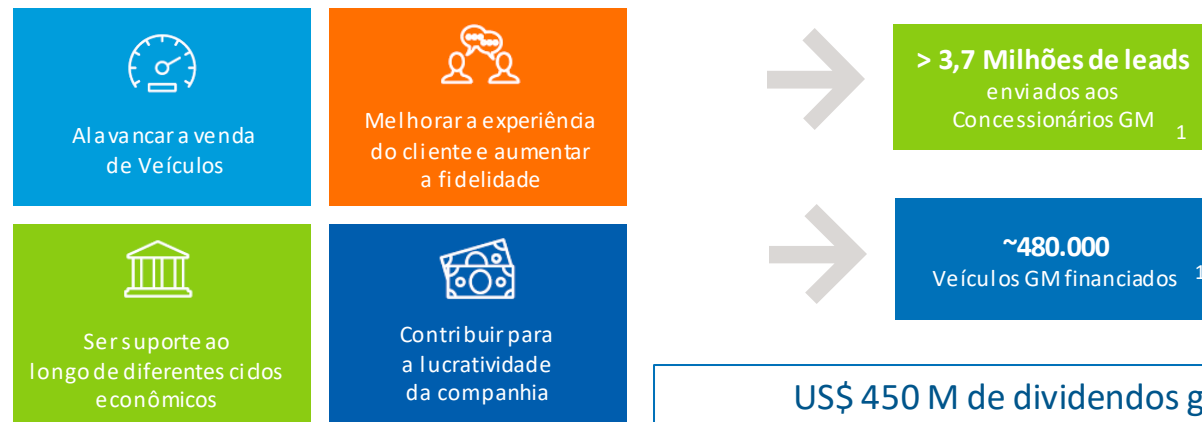 Alavancar a venda
de Veículos
Melhorar a experiência
do cliente e aumentar
a fidelidade
> 3,7 Milhões de leads
enviados aos
Concessionários GM 1
Ser suporte ao
longo de diferentes ciclos
econômicos
Contribuir para
a lucratividade
da companhia
~480.000
Veículos GM financiados 1
US$ 450 M de dividendos g